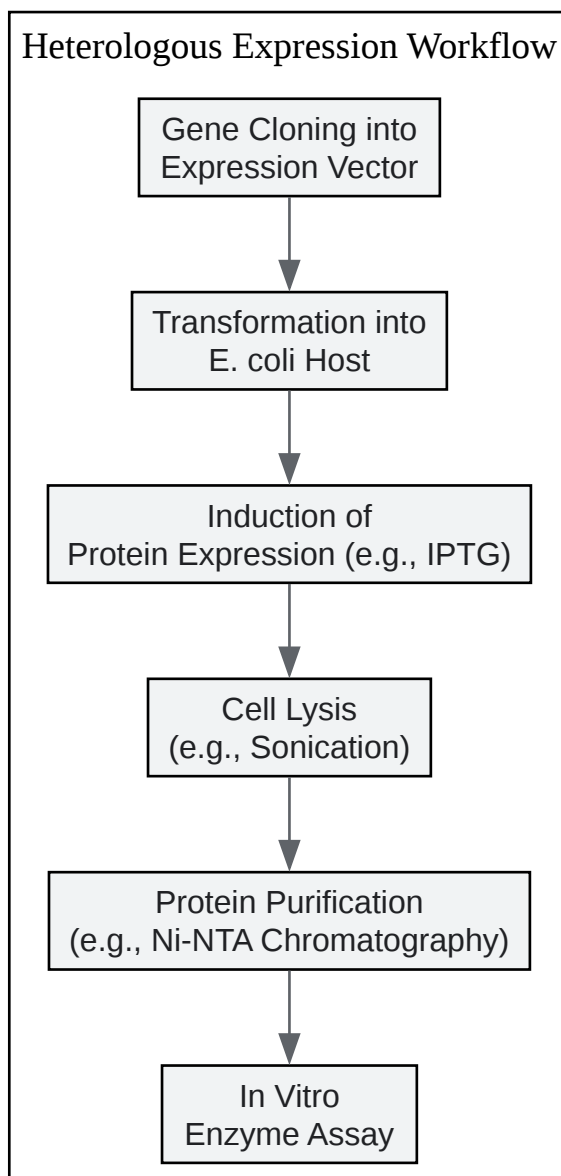 Heterologous Expression Workflow
Gene Cloning into
Expression Vector
Transformation into
E. coli Host
Induction of
Protein Expression (e.g., IPTG)
Cell Lysis
(e.g., Sonication)
Protein Purification
(e.g., Ni-NTA Chromatography)
In Vitro
Enzyme Assay